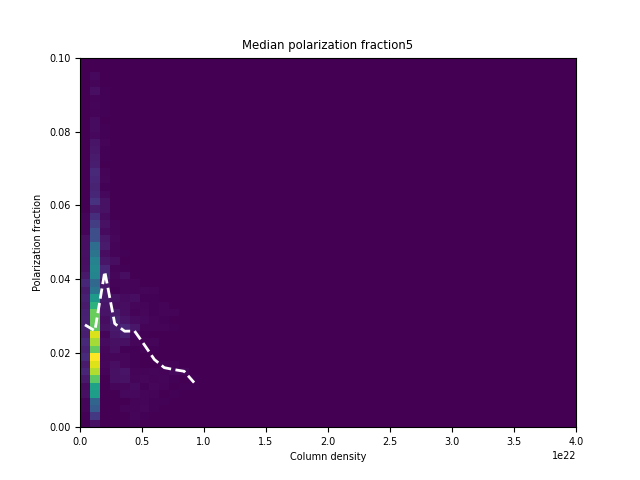 Median polarization fraction5
0.10
0.08
0.06
0.04
0.02
0.00
Polarization fraction
0.0 0.5 1.0 1.5 2.0 2.5 3.0 3.5 4.0
Column density
1e22